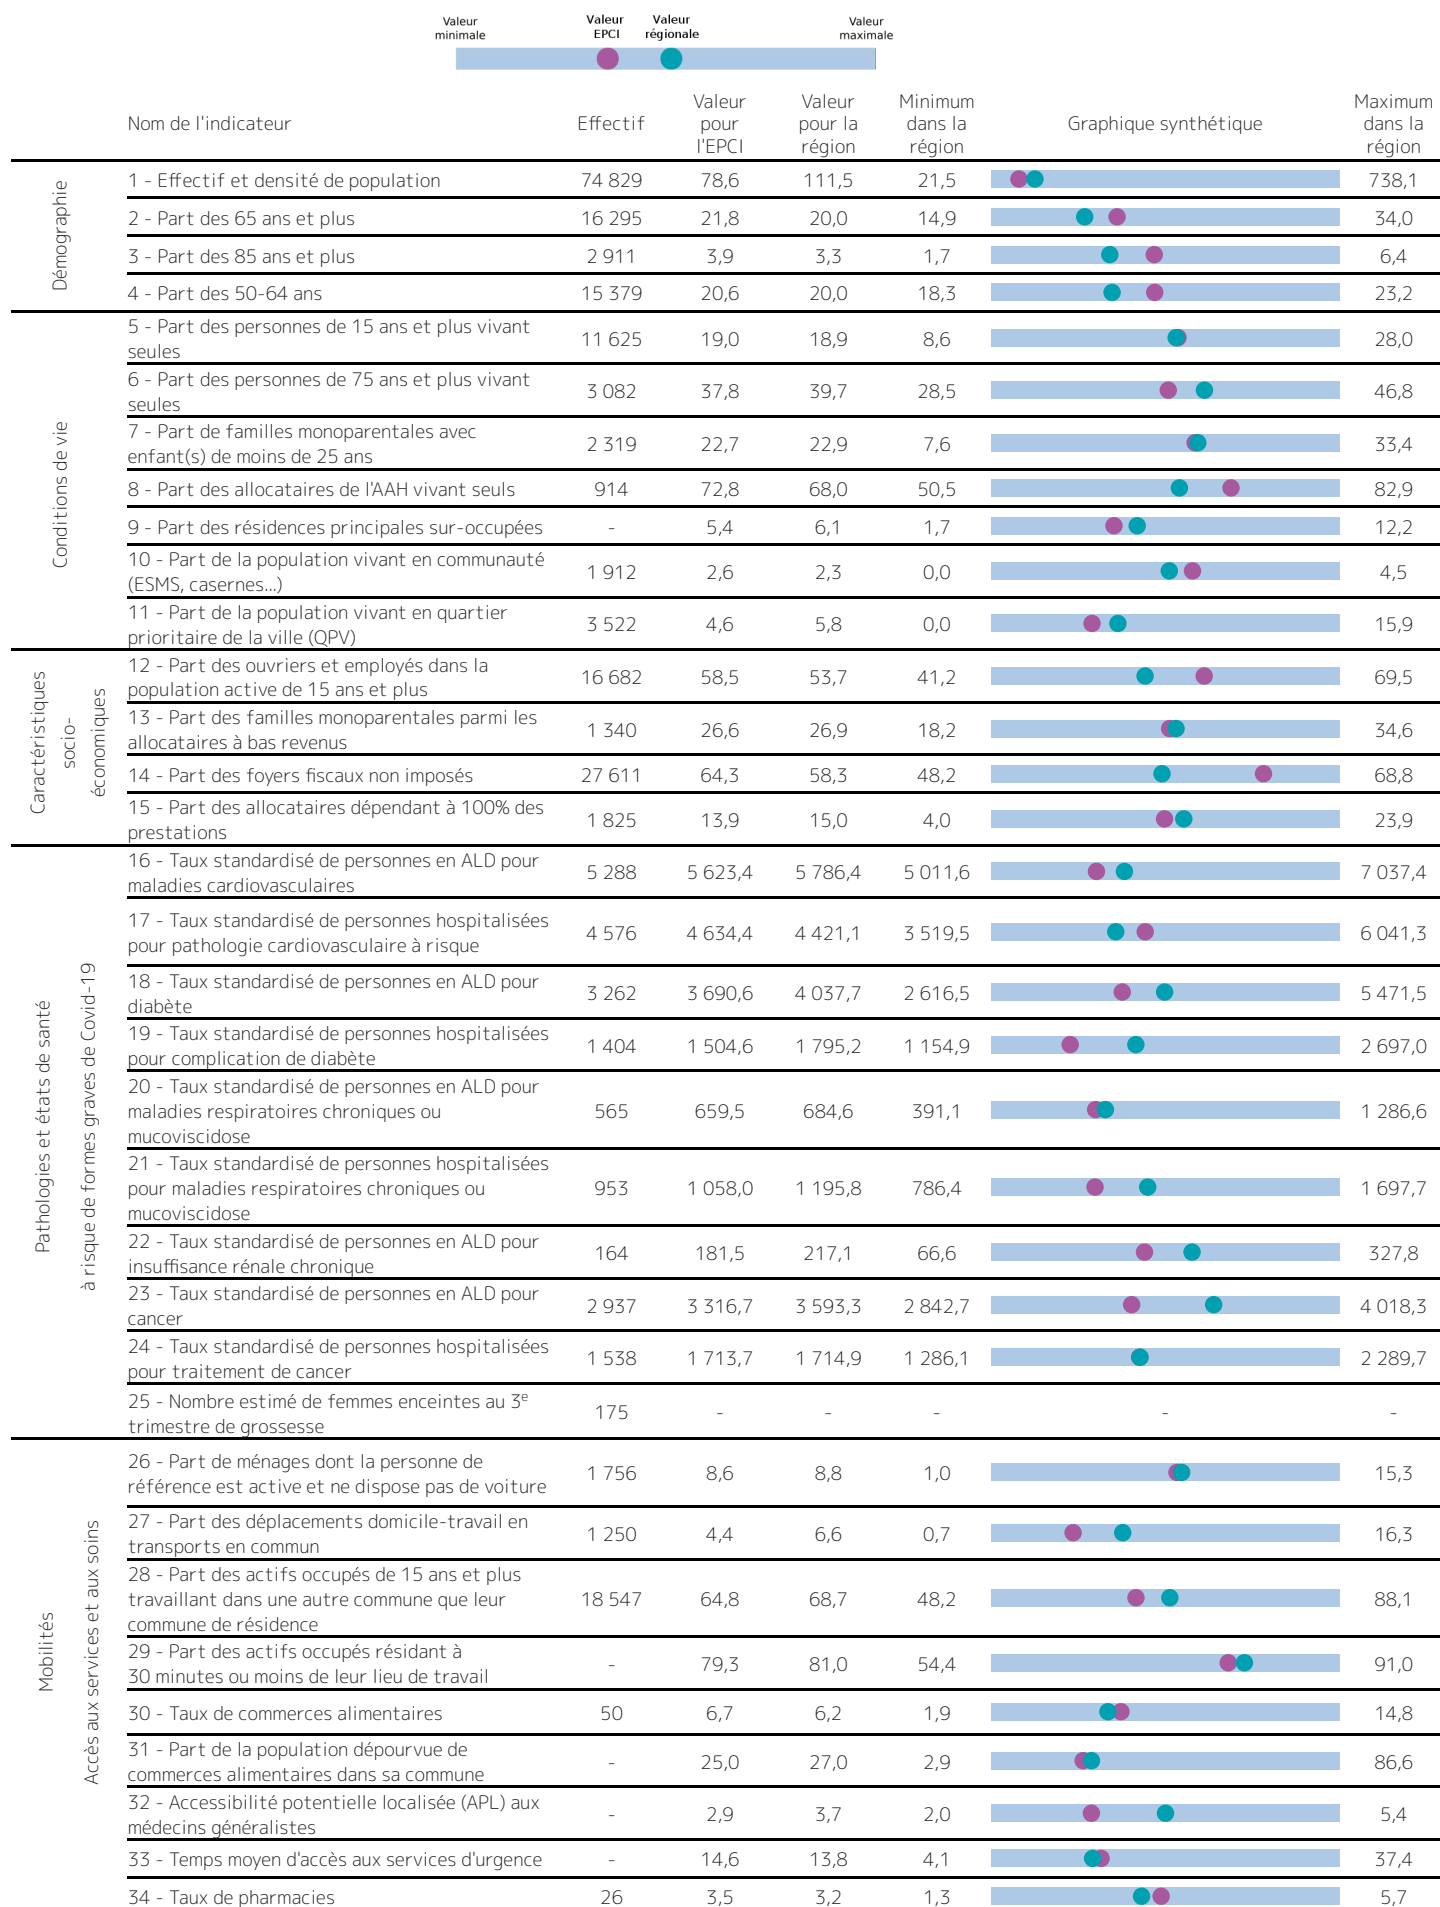 Valeur minimale
Valeur EPCI
Valeur régionale
Valeur maximale
Nom de l'indicateur
Effectif
Valeur pour l'EPCI
Valeur pour la région
Minimum dans la région
Graphique synthétique
Maximum dans la région
Démographie
1 - Effectif et densité de population 74 829 78,6 111,5 21,5 738,1
2 - Part des 65 ans et plus 16 295 21,8 20,0 14,9 34,0
3 - Part des 85 ans et plus 2 911 3,9 3,3 1,7 6,4
4 - Part des 50-64 ans 15 379 20,6 20,0 18,3 23,2
Conditions de vie
5 - Part des personnes de 15 ans et plus vivant
seules 11 625 19,0 18,9 8,6 28,0
6 - Part des personnes de 75 ans et plus vivant
seules 3 082 37,8 39,7 28,5 46,8
7 - Part de familles monoparentales avec
enfant(s) de moins de 25 ans 2 319 22,7 22,9 7,6 33,4
8 - Part des allocataires de l'AAH vivant seuls 914 72,8 68,0 50,5 82,9
9 - Part des résidences principales sur-occupées - 5,4 6,1 1,7 12,2
10 - Part de la population vivant en communauté
(ESMS, casernes...) 1 912 2,6 2,3 0,0 4,5
11 - Part de la population vivant en quartier
prioritaire de la ville (QPV) 3 522 4,6 5,8 0,0 15,9
Caractéristiques
socio-
économiques
12 - Part des ouvriers et employés dans la
population active de 15 ans et plus 16 682 58,5 53,7 41,2 69,5
13 - Part des familles monoparentales parmi les
allocataires à bas revenus 1 340 26,6 26,9 18,2 34,6
14 - Part des foyers fiscaux non imposés 27 611 64,3 58,3 48,2 68,8
15 - Part des allocataires dépendant à 100% des
prestations 1 825 13,9 15,0 4,0 23,9
Pathologies et états de santé
à risque de formes graves de Covid-19
16 - Taux standardisé de personnes en ALD pour
maladies cardiovasculaires 5 288 5 623,4 5 786,4 5 011,6 7 037,4
17 - Taux standardisé de personnes hospitalisées
pour pathologie cardiovasculaire à risque 4 576 4 634,4 4 421,1 3 519,5 6 041,3
18 - Taux standardisé de personnes en ALD pour
diabète 3 262 3 690,6 4 037,7 2 616,5 5 471,5
19 - Taux standardisé de personnes hospitalisées
pour complication de diabète 1 404 1 504,6 1 795,2 1 154,9 2 697,0
20 - Taux standardisé de personnes en ALD pour
maladies respiratoires chroniques ou 565 659,5 684,6 391,1 1 286,6
mucoviscidose
21 - Taux standardisé de personnes hospitalisées
pour maladies respiratoires chroniques ou 953 1 058,0 1 195,8 786,4 1 697,7
mucoviscidose
22 - Taux standardisé de personnes en ALD pour
insuffisance rénale chronique 164 181,5 217,1 66,6 327,8
23 - Taux standardisé de personnes en ALD pour
cancer 2 937 3 316,7 3 593,3 2 842,7 4 018,3
24 - Taux standardisé de personnes hospitalisées
pour traitement de cancer 1 538 1 713,7 1 714,9 1 286,1 2 289,7
25 - Nombre estimé de femmes enceintes au 3e
trimestre de grossesse 175 - - - - -
Mobilités
Accès aux services et aux soins
26 - Part de ménages dont la personne de
référence est active et ne dispose pas de voiture 1 756 8,6 8,8 1,0 15,3
27 - Part des déplacements domicile-travail en
transports en commun 1 250 4,4 6,6 0,7 16,3
28 - Part des actifs occupés de 15 ans et plus
travaillant dans une autre commune que leur 18 547 64,8 68,7 48,2 88,1
commune de résidence
29 - Part des actifs occupés résidant à
30 minutes ou moins de leur lieu de travail - 79,3 81,0 54,4 91,0
30 - Taux de commerces alimentaires 50 6,7 6,2 1,9 14,8
31 - Part de la population dépourvue de
commerces alimentaires dans sa commune - 25,0 27,0 2,9 86,6
32 - Accessibilité potentielle localisée (APL) aux
médecins généralistes - 2,9 3,7 2,0 5,4
33 - Temps moyen d'accès aux services d'urgence - 14,6 13,8 4,1 37,4
34 - Taux de pharmacies 26 3,5 3,2 1,3 5,7